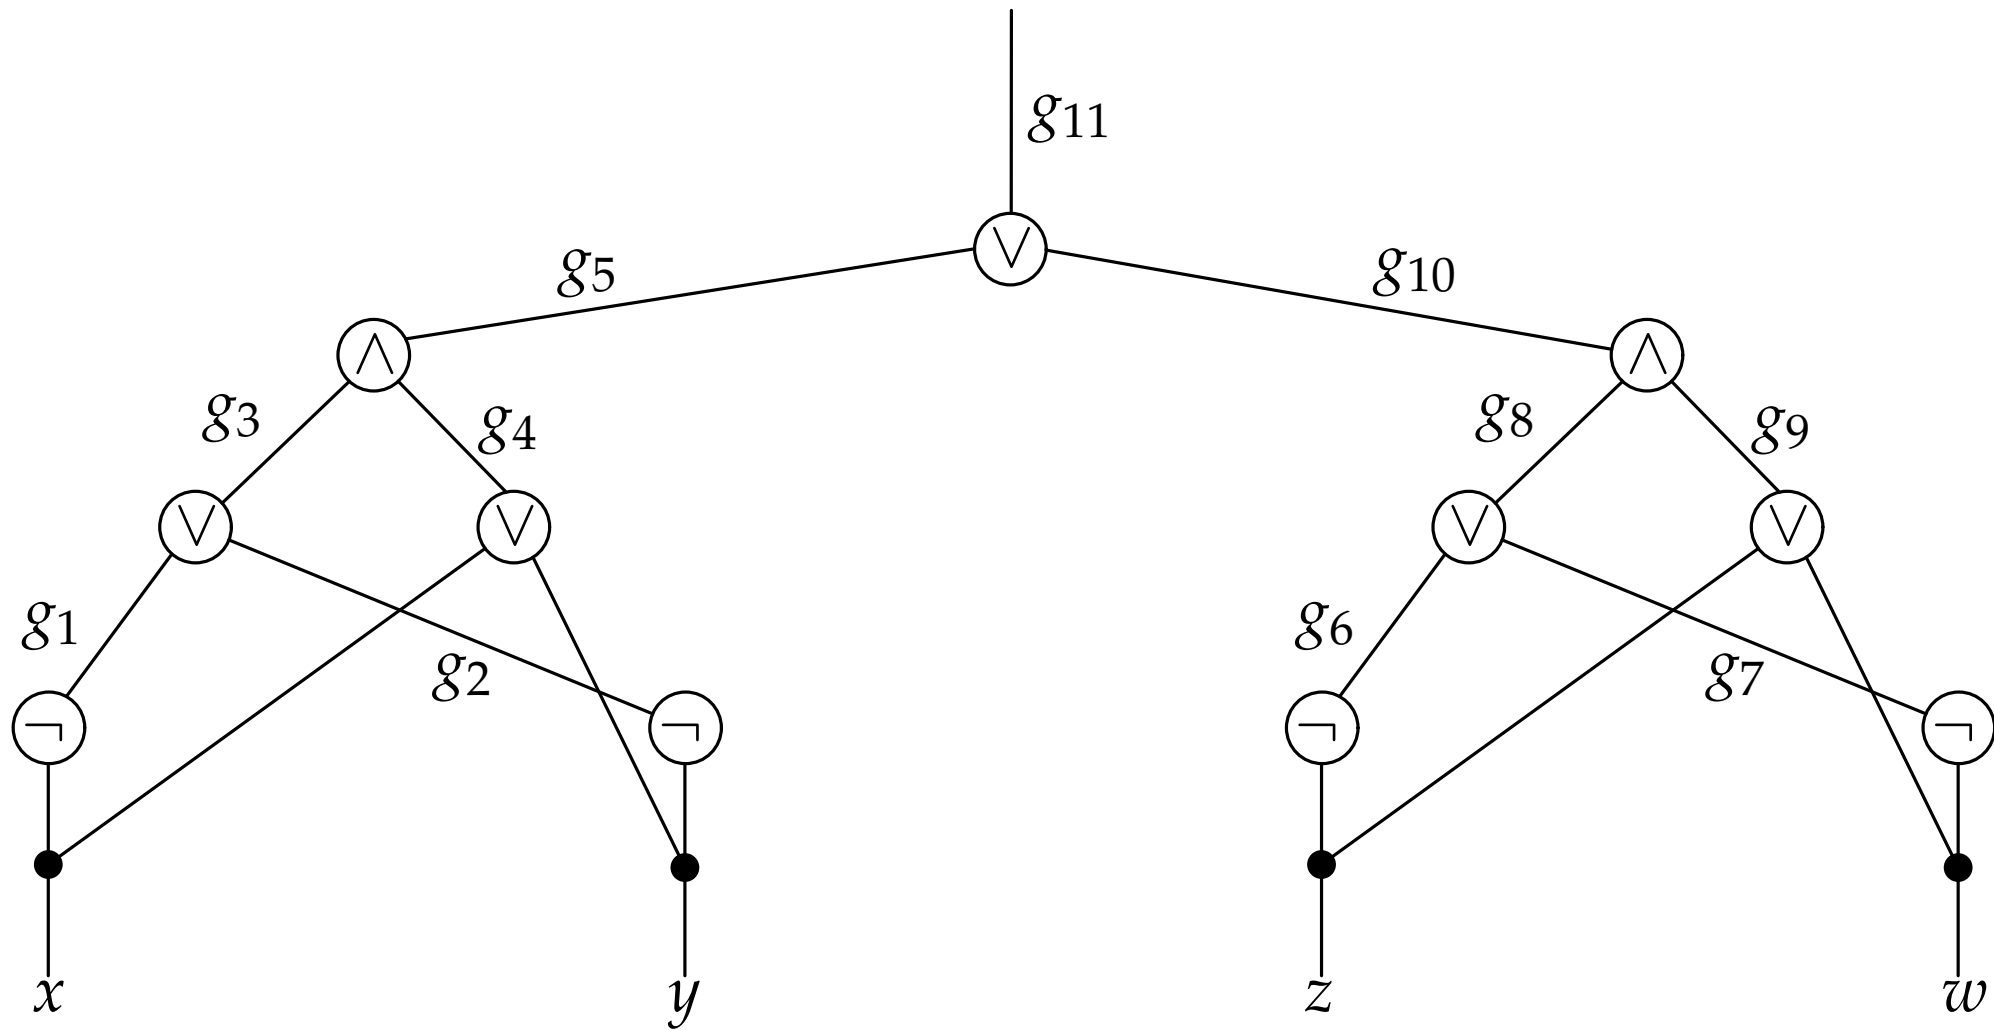 g11
∨
g5 g10
∧ ∧
g3 g4 g8 g9
∨ ∨ ∨ ∨
g1 g2 g6 g7
¬ ¬ ¬ ¬
x y z w